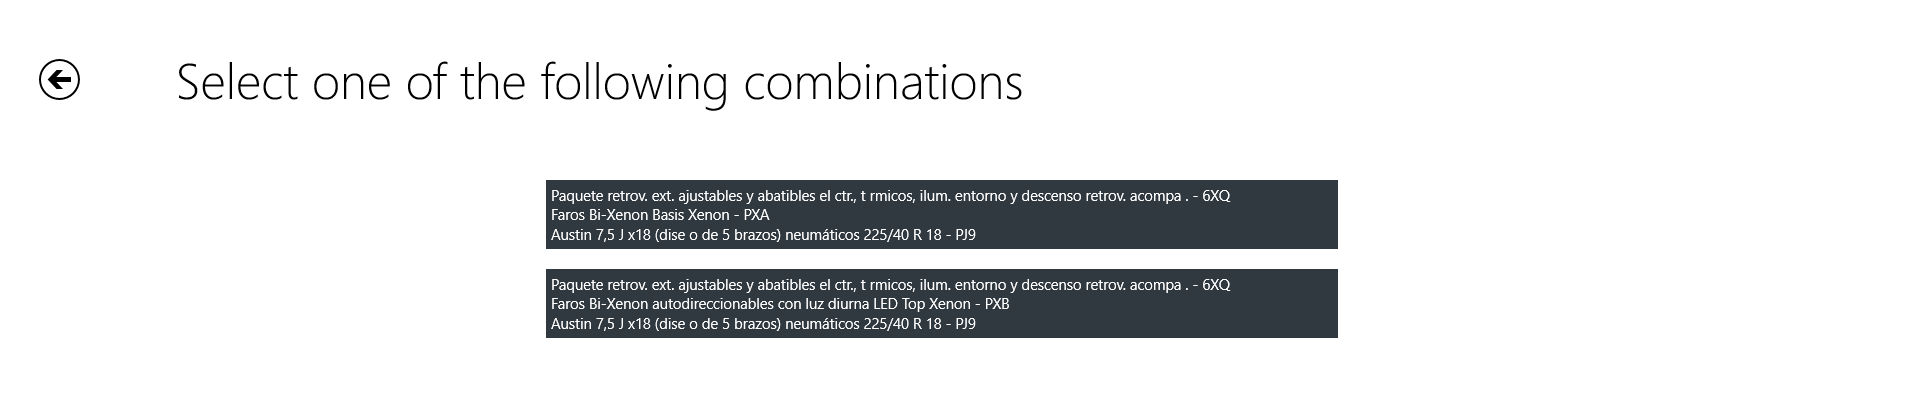 Select one of the following combinations
Paquete retrov. ext. ajustables y abatibles el ctr., t rmicos, ilum. entorno y descenso retrov. acompa . - 6XQ
Faros Bi-Xenon Basis Xenon - PXA
Austin 7,5 J x18 (dise o de 5 brazos) neumáticos 225/40 R 18 - PJ9
Paquete retrov. ext. ajustables y abatibles el ctr., t rmicos, ilum. entorno y descenso retrov. acompa . - 6XQ
Faros Bi-Xenon autodireccionables con luz diurna LED Top Xenon - PXB
Austin 7,5 J x18 (dise o de 5 brazos) neumáticos 225/40 R 18 - PJ9